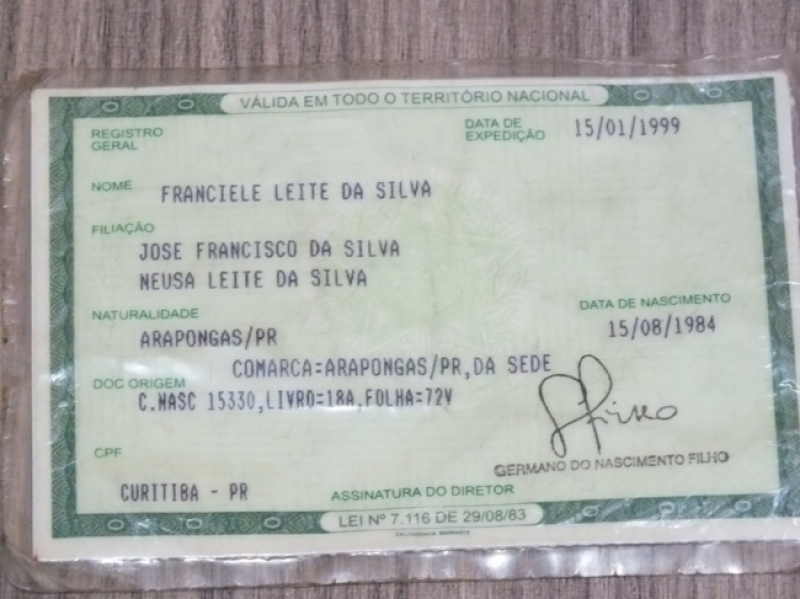 VÁLIDA EM TODO O TERRITÓRIO NACIONAL
REGISTRO GERAL
DATA DE EXPEDIÇÃO 15/01/1999
NOME FRANCIELE LEITE DA SILVA
FILIAÇÃO
JOSE FRANCISCO DA SILVA
NEUSA LEITE DA SILVA
NATURALIDADE
DATA DE NASCIMENTO
ARAPONGAS/PR
15/08/1984
COMARCA=ARAPONGAS/PR,DA SEDE
DOC ORIGEM
C.NASC 15330,LIVRO=18A,FOLHA=72V
CPF
GERMANO DO NASCIMENTO FILHO
CURITIBA - PR
ASSINATURA DO DIRETOR
LEI Nº 7.116 DE 29/08/83